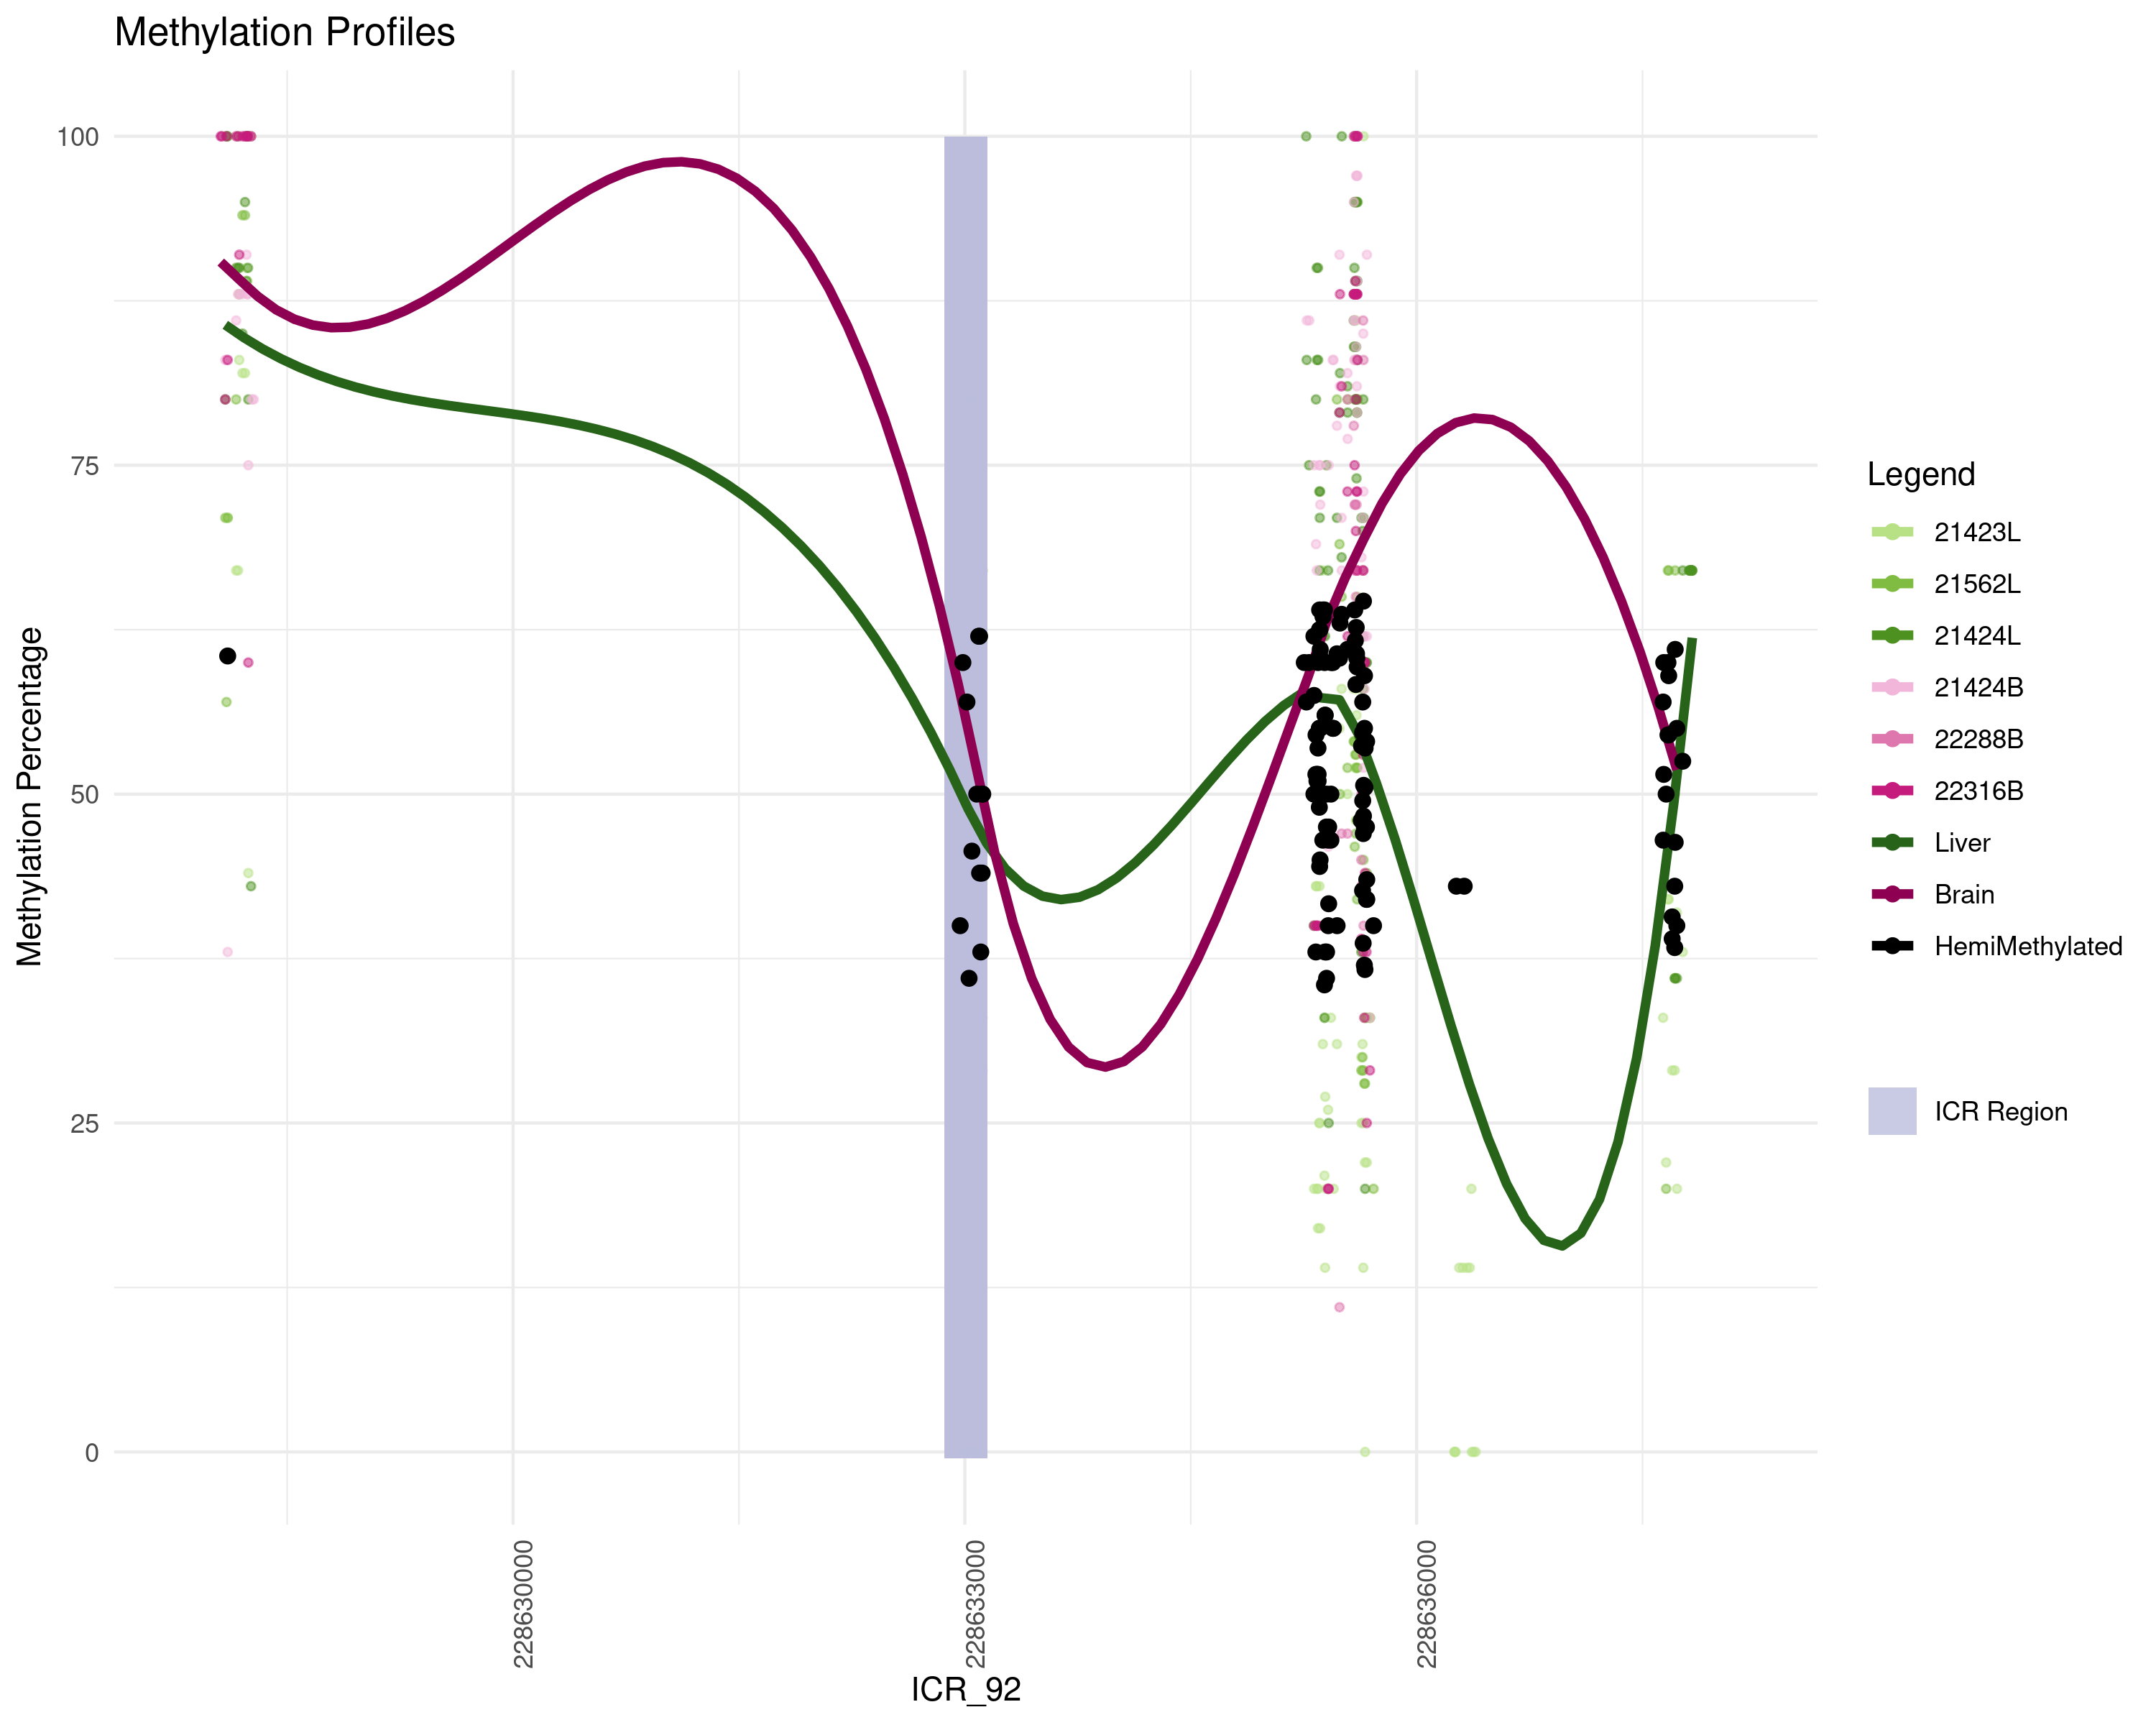 Methylation Profiles
Methylation Percentage
100
75
50
25
0
228630000
228633000
228636000
ICR_92
Legend
21423L
21562L
21424L
21424B
22288B
22316B
Liver
Brain
HemiMethylated
ICR Region